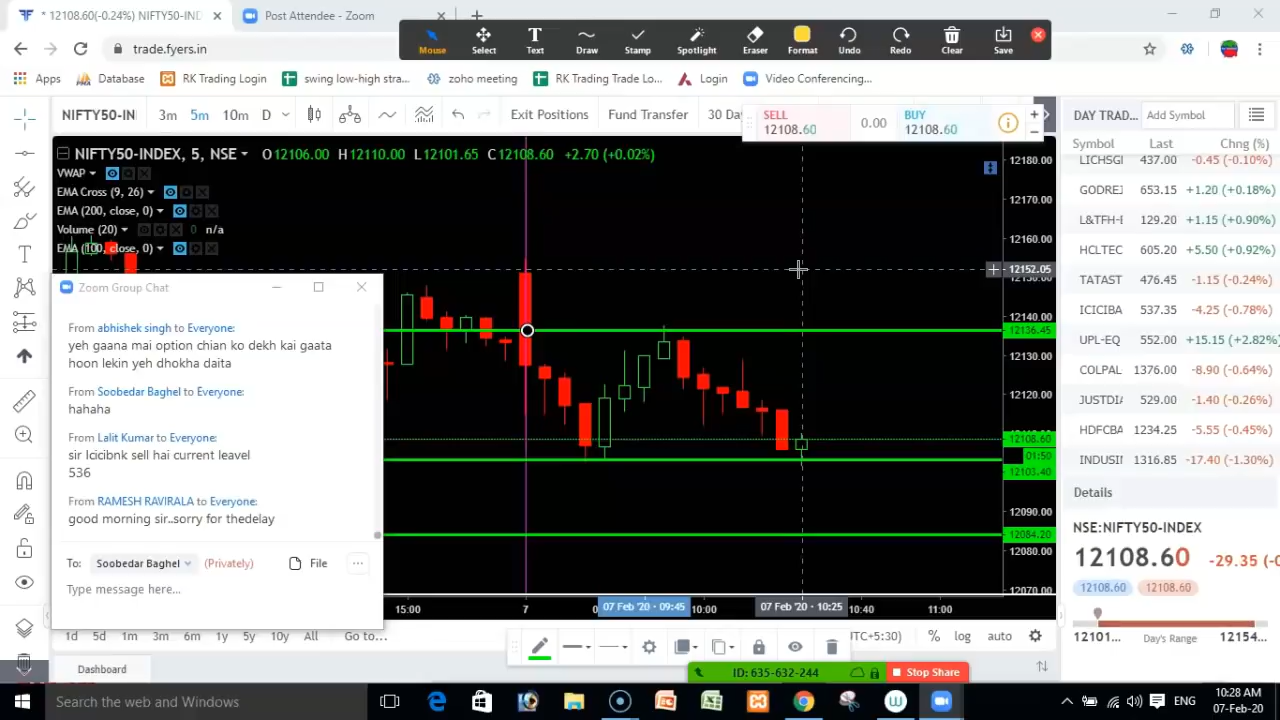 * 12108.60(-0.24%) NIFTY50-IND
Post Attendee - Zoom
Mouse
Select
Text
Draw
Stamp
Spotlight
Eraser
Format
Undo
Redo
Clear
Save
trade.fyers.in
Apps
Database
RK Trading Login
swing low-high stra...
zoho meeting
RK Trading Trade Lo...
Login
Video Conferencing...
NIFTY50-IN
3m
5m
10m
D
Exit Positions
Fund Transfer
30 Day
SELL
12108.60
0.00
BUY
12108.60
DAY TRAD...
Add Symbol
NIFTY50-INDEX, 5, NSE
O12106.00 H12110.00 L12101.65 C12108.60 +2.70 (+0.02%)
VWAP
EMA Cross (9, 26)
EMA (200, close, 0)
Volume (20)
0 n/a
EMA (100, close, 0)
Symbol Last Chng (%)
LICHSGI 437.00 -0.45 (-0.10%)
GODREJ 653.15 +1.20 (+0.18%)
L&TFH-E 129.20 +1.15 (+0.90%)
HCLTEC 605.20 +5.50 (+0.92%)
TATAST 476.45 -1.15 (-0.24%)
ICICIBA 537.35 -4.25 (-0.78%)
UPL-EQ 552.00 +15.15 (+2.82%)
COLPAL 1376.00 -8.90 (-0.64%)
JUSTDIA 529.00 -1.40 (-0.26%)
HDFCBA 1234.25 -5.55 (-0.45%)
INDUSIN 1316.85 -17.40 (-1.30%)
12180.00
12170.00
12160.00
12152.05
12140.00
12136.45
12130.00
12120.00
12108.60
01:50
12103.40
12090.00
12084.20
12080.00
12070.00
Zoom Group Chat
From abhishek singh to Everyone:
yeh gaana mai option chian ko dekh kai gaata
hoon lekin yeh dhokha daita
From Soobedar Baghel to Everyone:
hahaha
From Lalit Kumar to Everyone:
sir Icicibnk sell hai current leavel
536
From RAMESH RAVIRALA to Everyone:
good morning sir..sorry for thedelay
To: Soobedar Baghel (Privately)
File
Type message here...
Details
NSE:NIFTY50-INDEX
12108.60
-29.35
12108.60
12108.60
12101...
Day's Range
12154...
15:00
7
07 Feb '20 - 09:45
10:00
07 Feb '20 - 10:25
10:40
11:00
1d
5d
1m
3m
6m
1y
5y
10y
All
Go to...
UTC+5:30)
%
log
auto
Dashboard
ID: 635-632-244
Stop Share
Search the web and Windows
ENG
10:28 AM
07-Feb-20